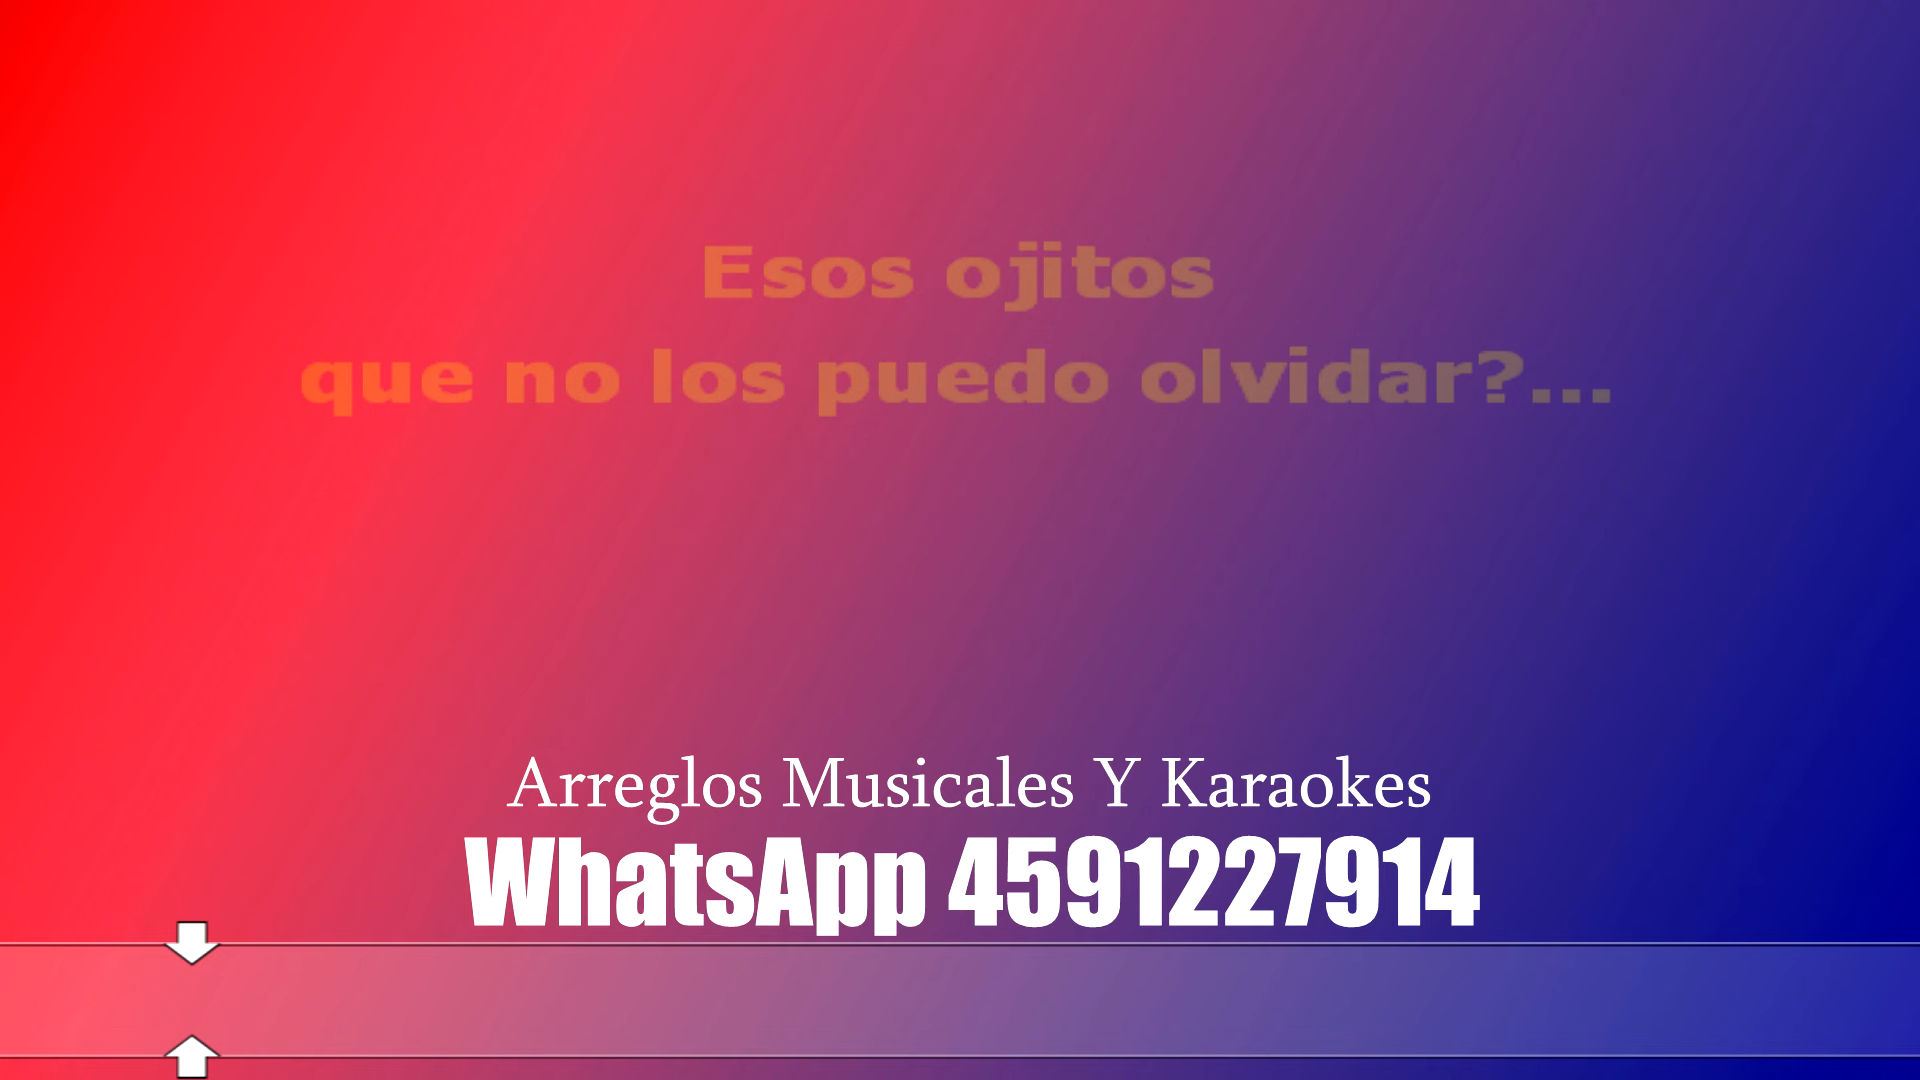 Esos ojitos
que no los puedo olvidar?...
Arreglos Musicales Y Karaokes
WhatsApp 4591227914